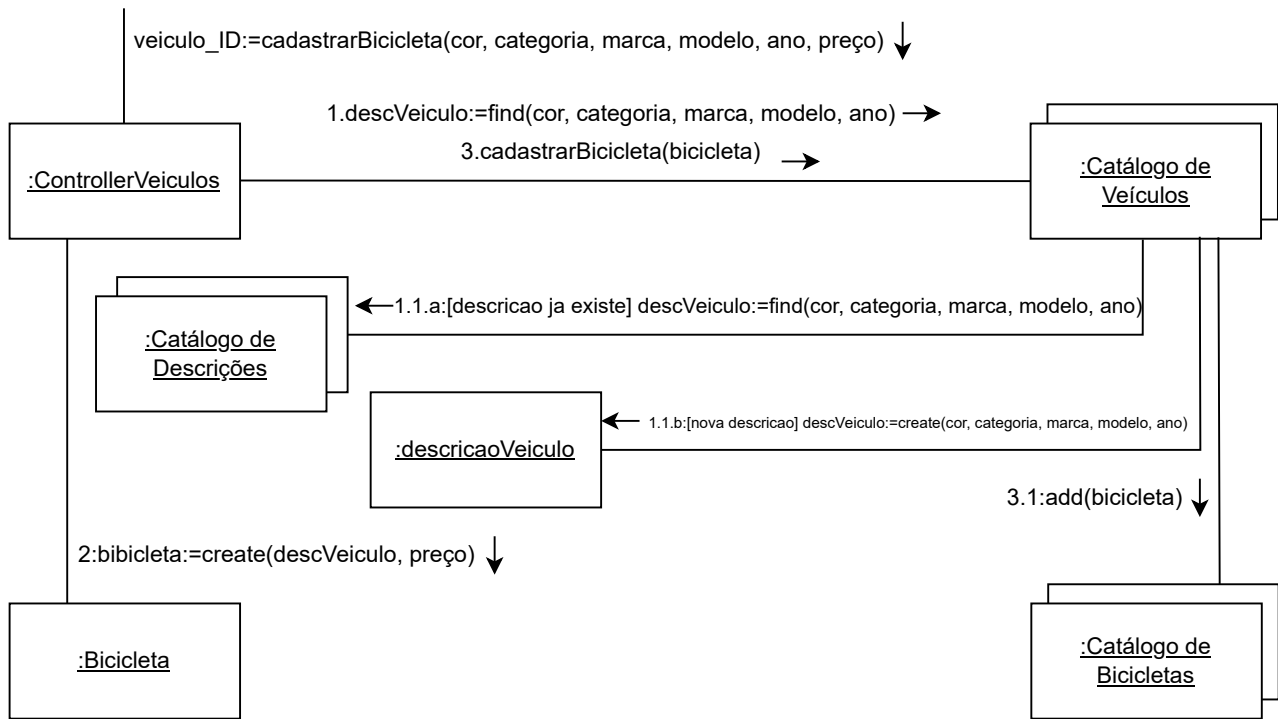 veiculo_ID:=cadastrarBicicleta(cor, categoria, marca, modelo, ano, preço)
1.descVeiculo:=find(cor, categoria, marca, modelo, ano)
3.cadastrarBicicleta(bicicleta)
:ControllerVeiculos
:Catálogo de
Veículos
1.1.a:[descricao ja existe] descVeiculo:=find(cor, categoria, marca, modelo, ano)
:Catálogo de
Descrições
1.1.b:[nova descricao] descVeiculo:=create(cor, categoria, marca, modelo, ano)
:descricaoVeiculo
3.1:add(bicicleta)
2:bibicleta:=create(descVeiculo, preço)
:Bicicleta
:Catálogo de
Bicicletas